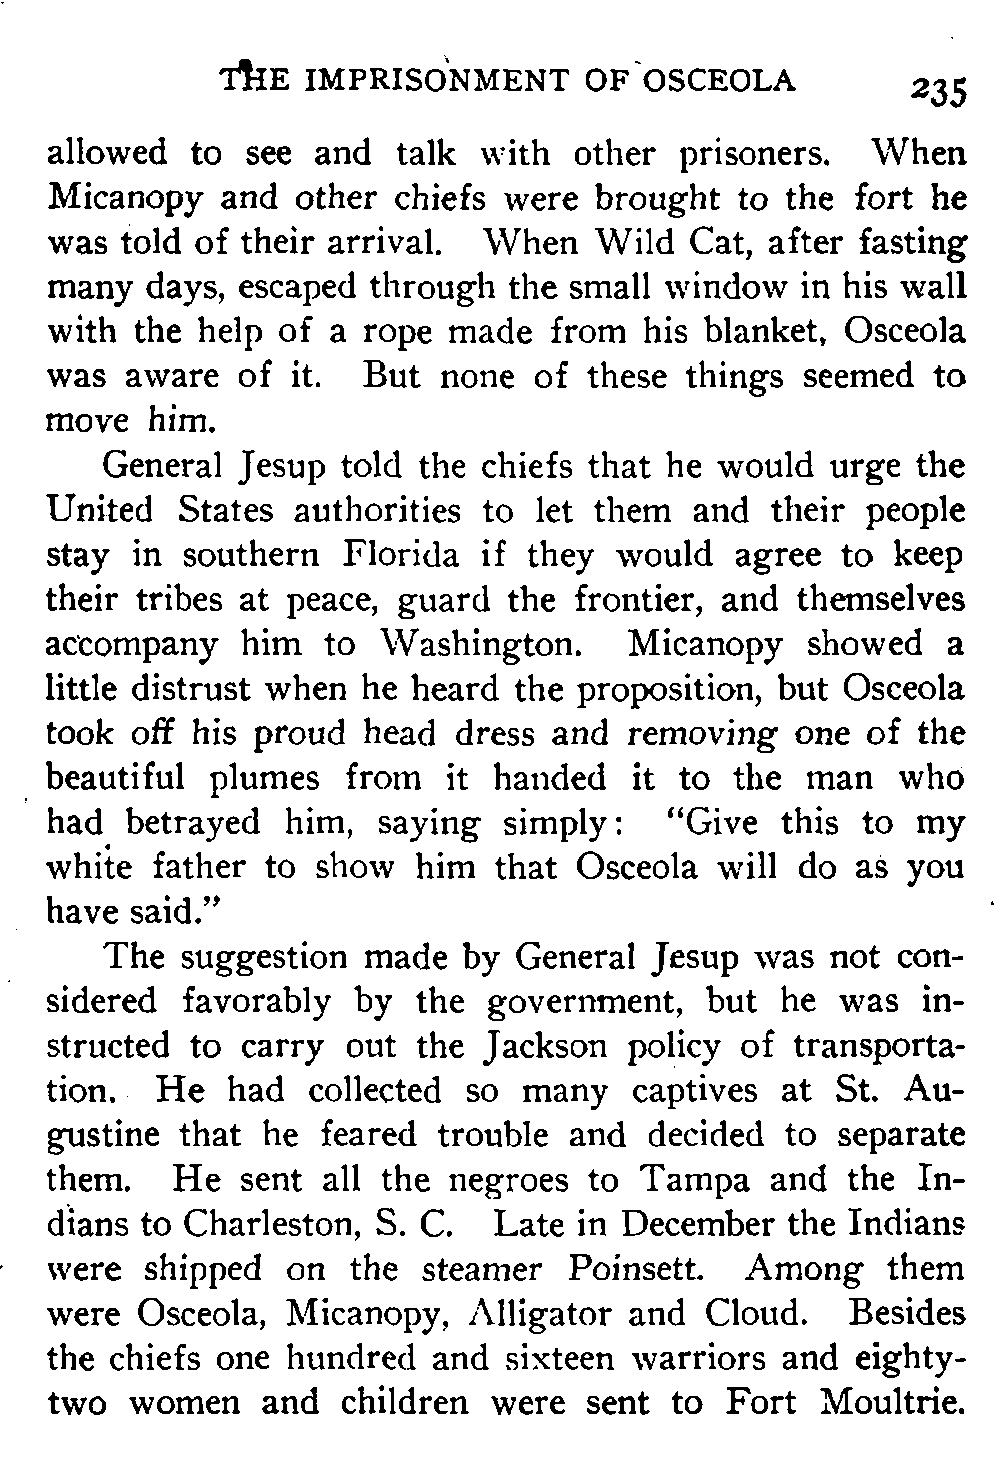 THE IMPRISONMENT OF OSCEOLA 235
allowed to see and talk with other prisoners. When
Micanopy and other chiefs were brought to the fort he
was told of their arrival. When Wild Cat, after fasting
many days, escaped through the small window in his wall
with the help of a rope made from his blanket, Osceola
was aware of it. But none of these things seemed to
move him.
General Jesup told the chiefs that he would urge the
United States authorities to let them and their people
stay in southern Florida if they would agree to keep
their tribes at peace, guard the frontier, and themselves
accompany him to Washington. Micanopy showed a
little distrust when he heard the proposition, but Osceola
took off his proud head dress and removing one of the
beautiful plumes from it handed it to the man who
had betrayed him, saying simply: "Give this to my
white father to show him that Osceola will do as you
have said."
The suggestion made by General Jesup was not con-
sidered favorably by the government, but he was in-
structed to carry out the Jackson policy of transporta-
tion. He had collected so many captives at St. Au-
gustine that he feared trouble and decided to separate
them. He sent all the negroes to Tampa and the In-
dians to Charleston, S. C. Late in December the Indians
were shipped on the steamer Poinsett. Among them
were Osceola, Micanopy, Alligator and Cloud. Besides
the chiefs one hundred and sixteen warriors and eighty-
two women and children were sent to Fort Moultrie.